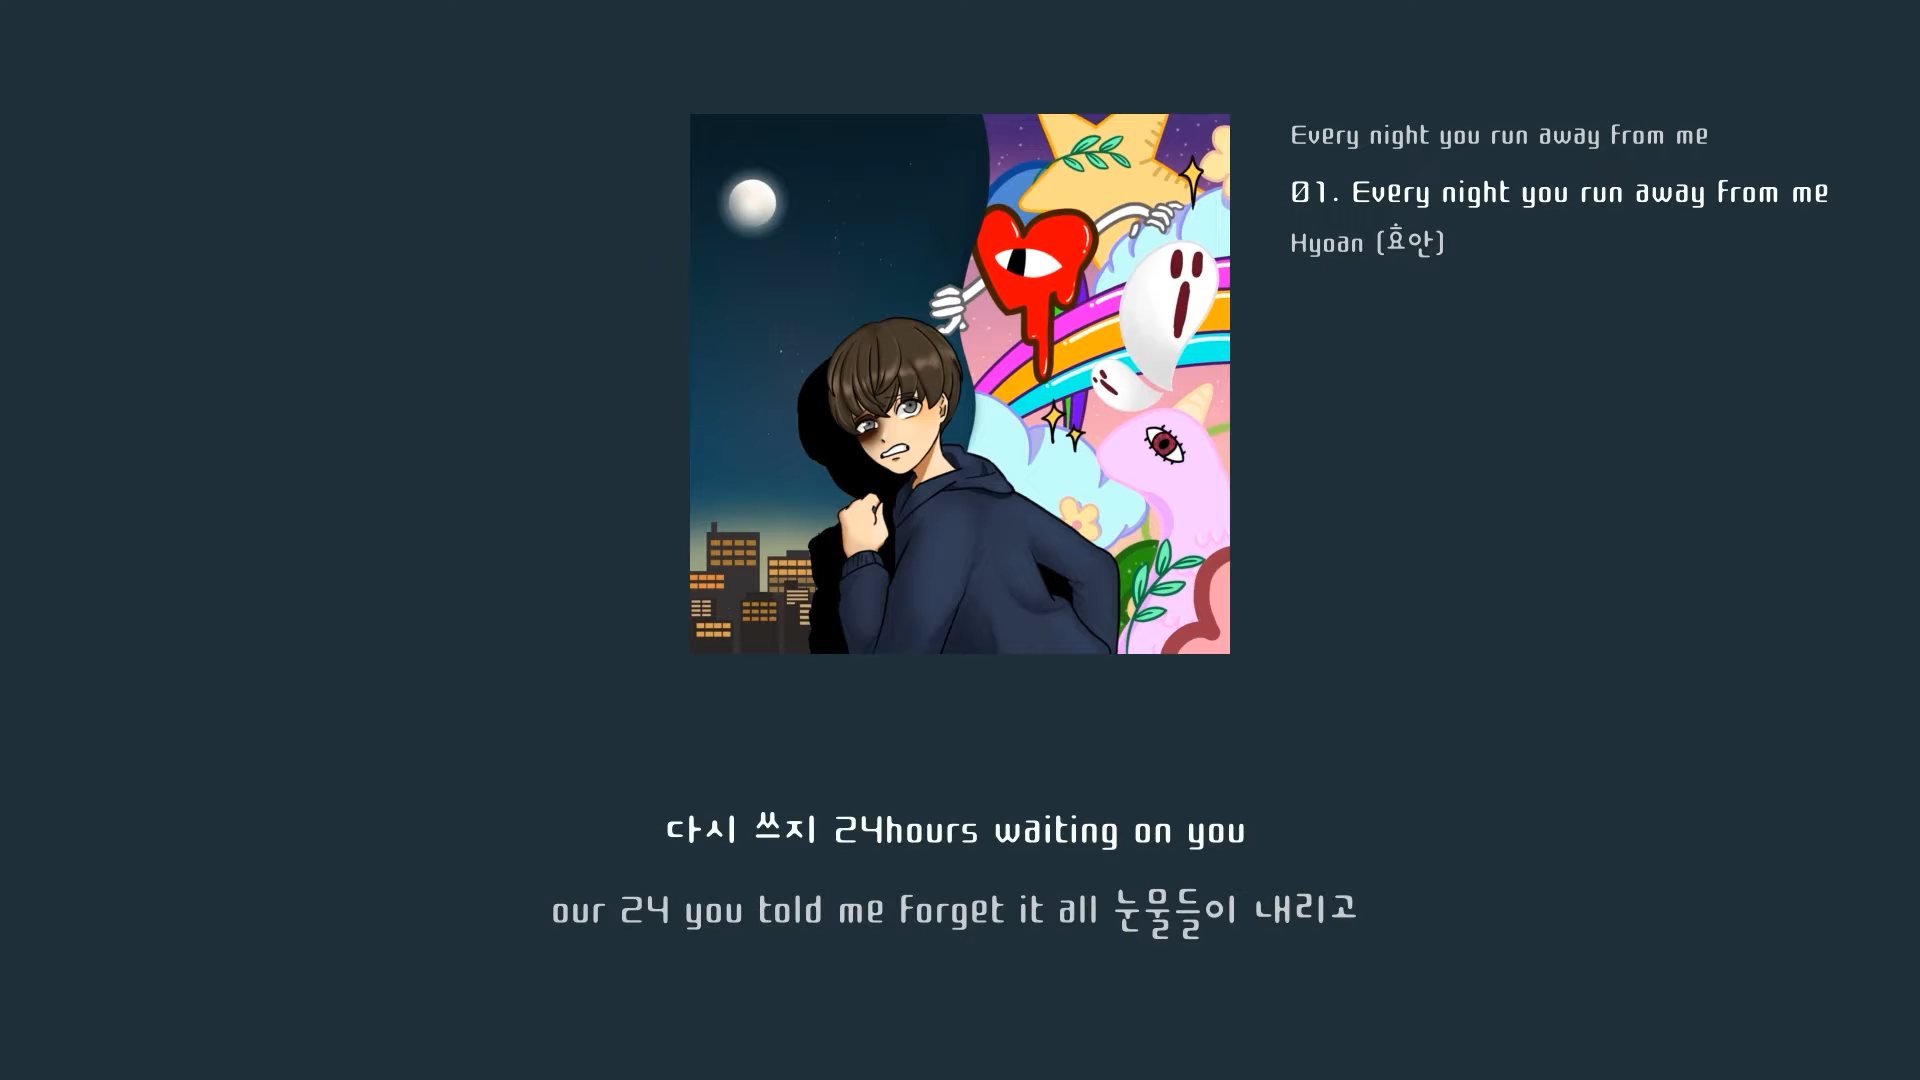 Every night you run away from me
01. Every night you run away from me
Hyoan (효안)
다시 쓰지 24hours waiting on you
our 24 you told me forget it all 눈물들이 내리고